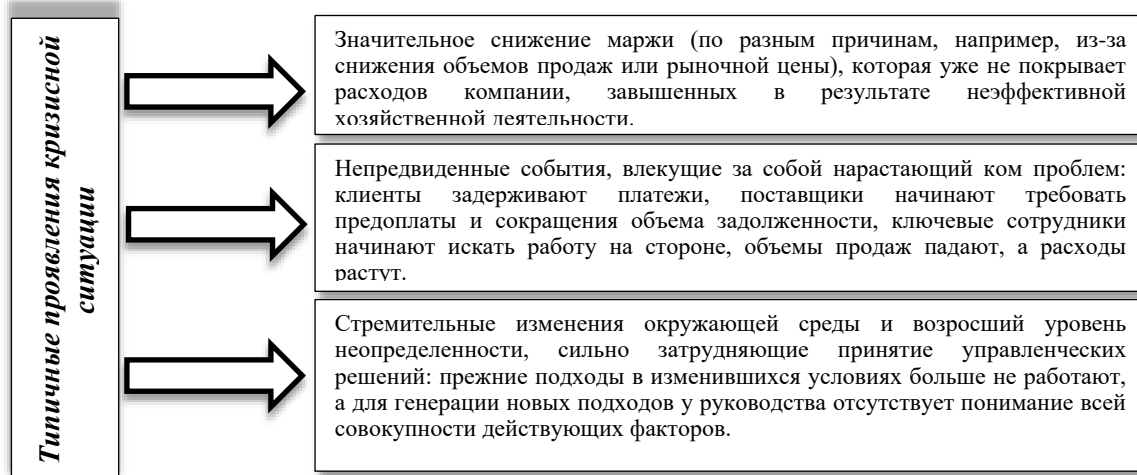 Типичные проявления кризисной
ситуации
Значительное снижение маржи (по разным причинам, например, из-за
снижения объемов продаж или рыночной цены), которая уже не покрывает
расходов компании, завышенных в результате неэффективной
хозяйственной деятельности.
Непредвиденные события, влекущие за собой нарастающий ком проблем:
клиенты задерживают платежи, поставщики начинают требовать
предоплаты и сокращения объема задолженности, ключевые сотрудники
начинают искать работу на стороне, объемы продаж падают, а расходы
растут.
Стремительные изменения окружающей среды и возросший уровень
неопределенности, сильно затрудняющие принятие управленческих
решений: прежние подходы в изменившихся условиях больше не работают,
а для генерации новых подходов у руководства отсутствует понимание всей
совокупности действующих факторов.